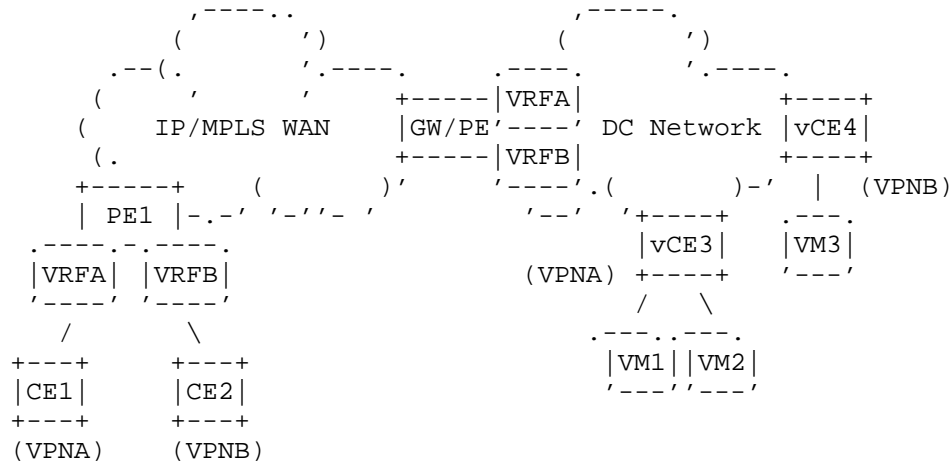 VRFA
IP/MPLS WAN GW/PE DC Network vCE4
VRFB
(VPNB)
PE1
vCE3 VM3
VRFA VRFB
(VPNA)
VM1 VM2
CE1 CE2
(VPNA) (VPNB)